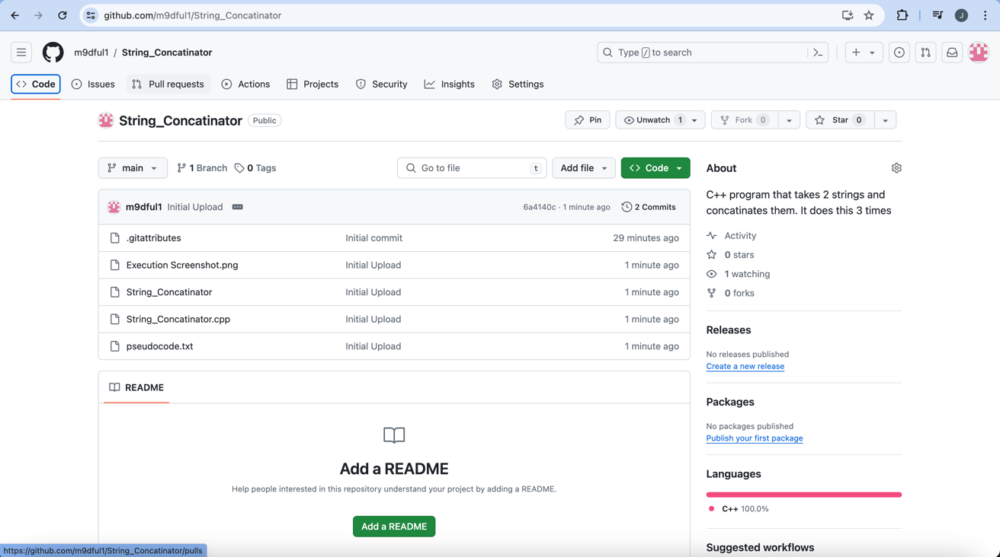 github.com/m9dful1/String_Concatinator
J
m9dful1 / String_Concatinator
Type / to search
Code Issues Pull requests Actions Projects Security Insights Settings
String_Concatinator Public
Pin Unwatch 1 Fork 0 Star 0
main 1 Branch 0 Tags Go to file t Add file Code
About
m9dful1 Initial Upload 6a4140c · 1 minute ago 2 Commits
C++ program that takes 2 strings and
concatinates them. It does this 3 times
.gitattributes Initial commit 29 minutes ago
Execution Screenshot.png Initial Upload 1 minute ago
String_Concatinator Initial Upload 1 minute ago
String_Concatinator.cpp Initial Upload 1 minute ago
pseudocode.txt Initial Upload 1 minute ago
Activity
0 stars
1 watching
0 forks
Releases
No releases published
Create a new release
README
Add a README
Help people interested in this repository understand your project by adding a README.
Add a README
Packages
No packages published
Publish your first package
Languages
C++ 100.0%
Suggested workflows
https://github.com/m9dful1/String_Concatinator/pulls